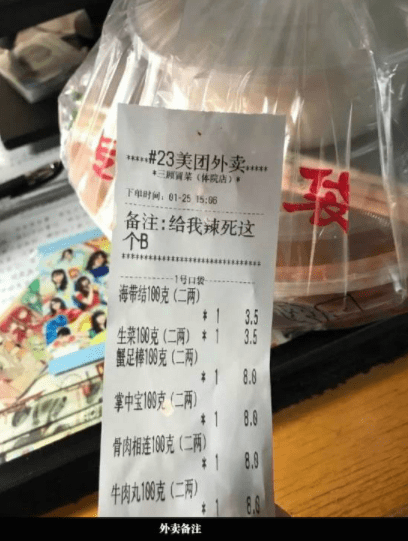 *****#23美团外卖*****
*三顾冒菜（体院店）*
下单时间：01-25 15:06
备注:给我辣死这
个B
**********************
1号口袋
海带结100克（二两）
* 1 3.5
生菜100克（二两） * 1 3.5
蟹足棒100克（二两）
* 1 8.0
掌中宝100克（二两）
* 1 8.0
骨肉相连100克（二两）
* 1 8.0
牛肉丸100克（二两）
* 1 8.0
外卖备注